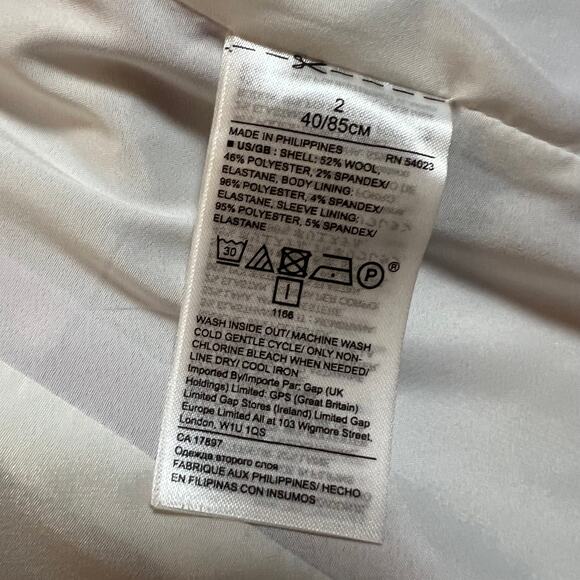 2
40/85CM
MADE IN PHILIPPINES RN 54023
■ US/GB : SHELL: 52% WOOL,
46% POLYESTER, 2% SPANDEX/
ELASTANE, BODY LINING:
96% POLYESTER, 4% SPANDEX/
ELASTANE, SLEEVE LINING:
95% POLYESTER, 5% SPANDEX/
ELASTANE
30 P ®
1166
WASH INSIDE OUT/ MACHINE WASH
COLD GENTLE CYCLE/ ONLY NON-
CHLORINE BLEACH WHEN NEEDED/
LINE DRY/ COOL IRON
Imported By/Importe Par: Gap (UK
Holdings) Limited: GPS (Great Britain)
Limited Gap Stores (Ireland) Limited Gap
Europe Limited All at 103 Wigmore Street.
London, W1U 1QS
CA 17897
Одежда второго слоя
FABRIQUE AUX PHILIPPINES/ HECHO
EN FILIPINAS CON INSUMOS